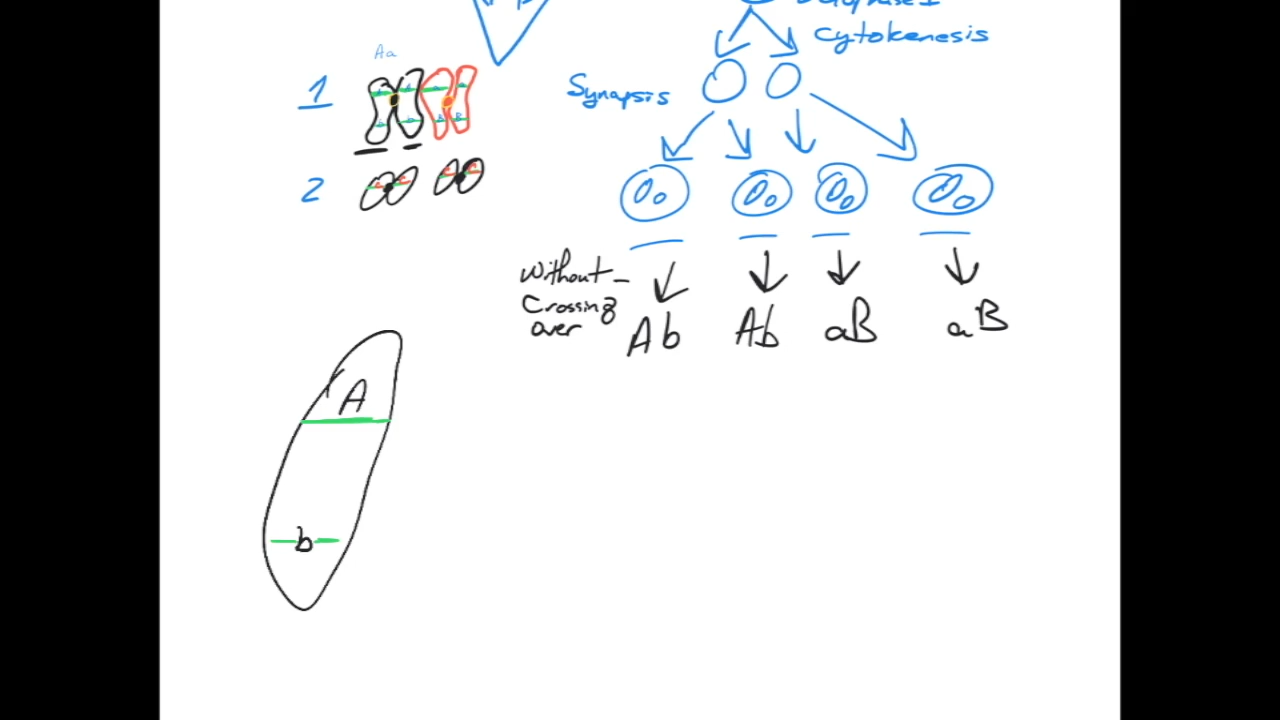 Cytokenesis
Aa
1
Synapsis
2
Without
Crossing
over
Ab Ab aB aB
A
b